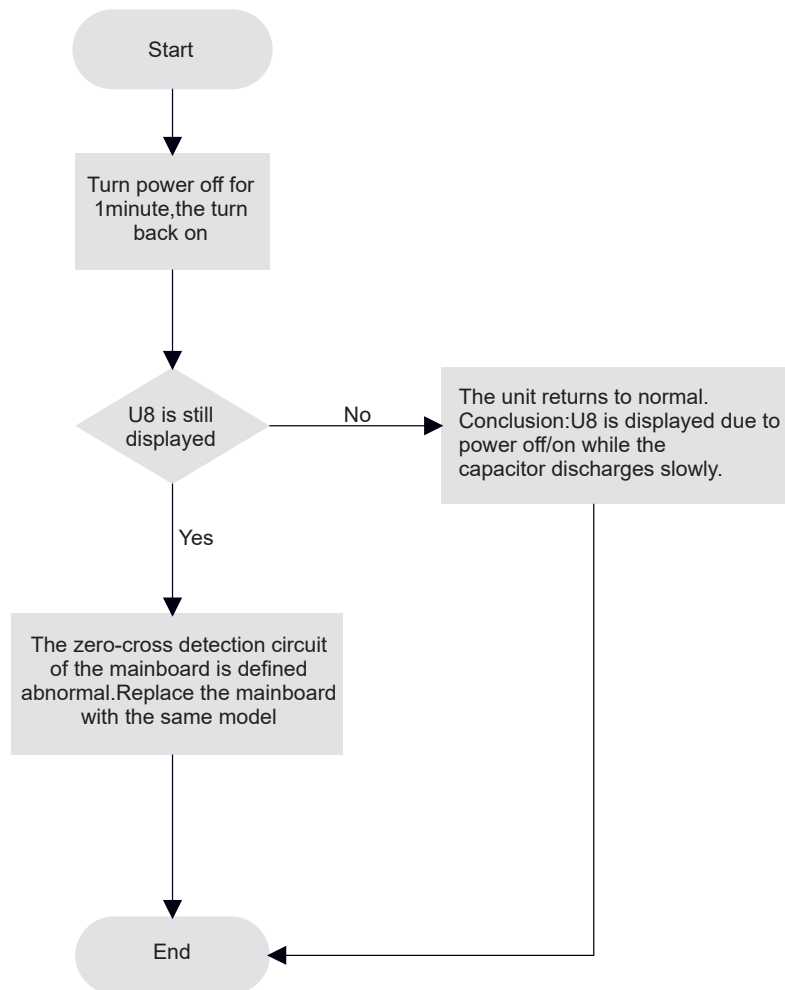 Start
Turn power off for
1minute,the turn
back on
U8 is still
displayed
No
The unit returns to normal.
Conclusion:U8 is displayed due to
power off/on while the
capacitor discharges slowly.
Yes
The zero-cross detection circuit
of the mainboard is defined
abnormal.Replace the mainboard
with the same model
End